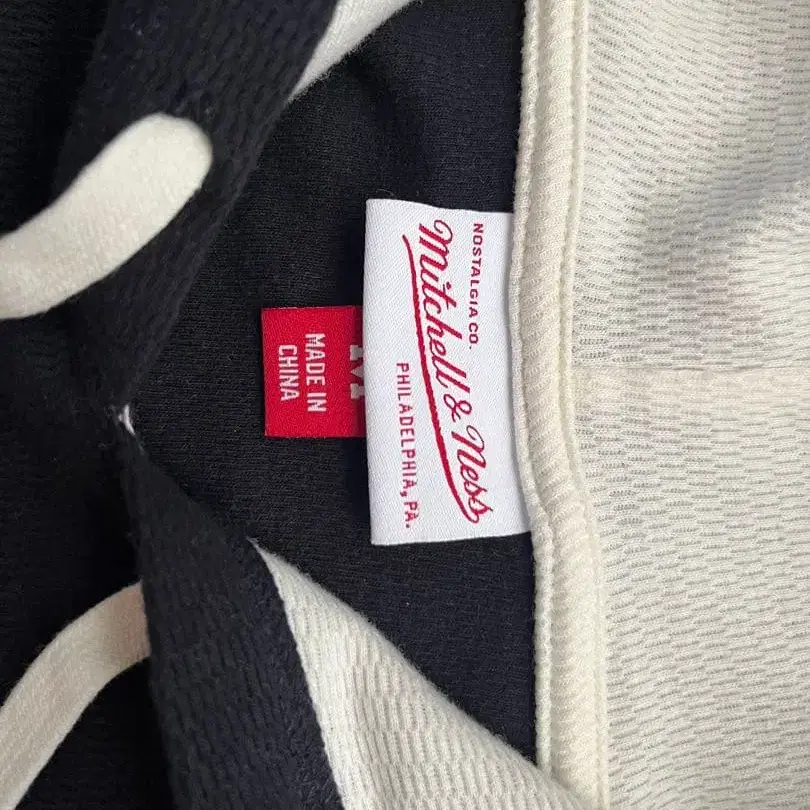 NOSTALGIA CO.
Mitchell & Ness
PHILADELPHIA, PA.
M
MADE IN
CHINA